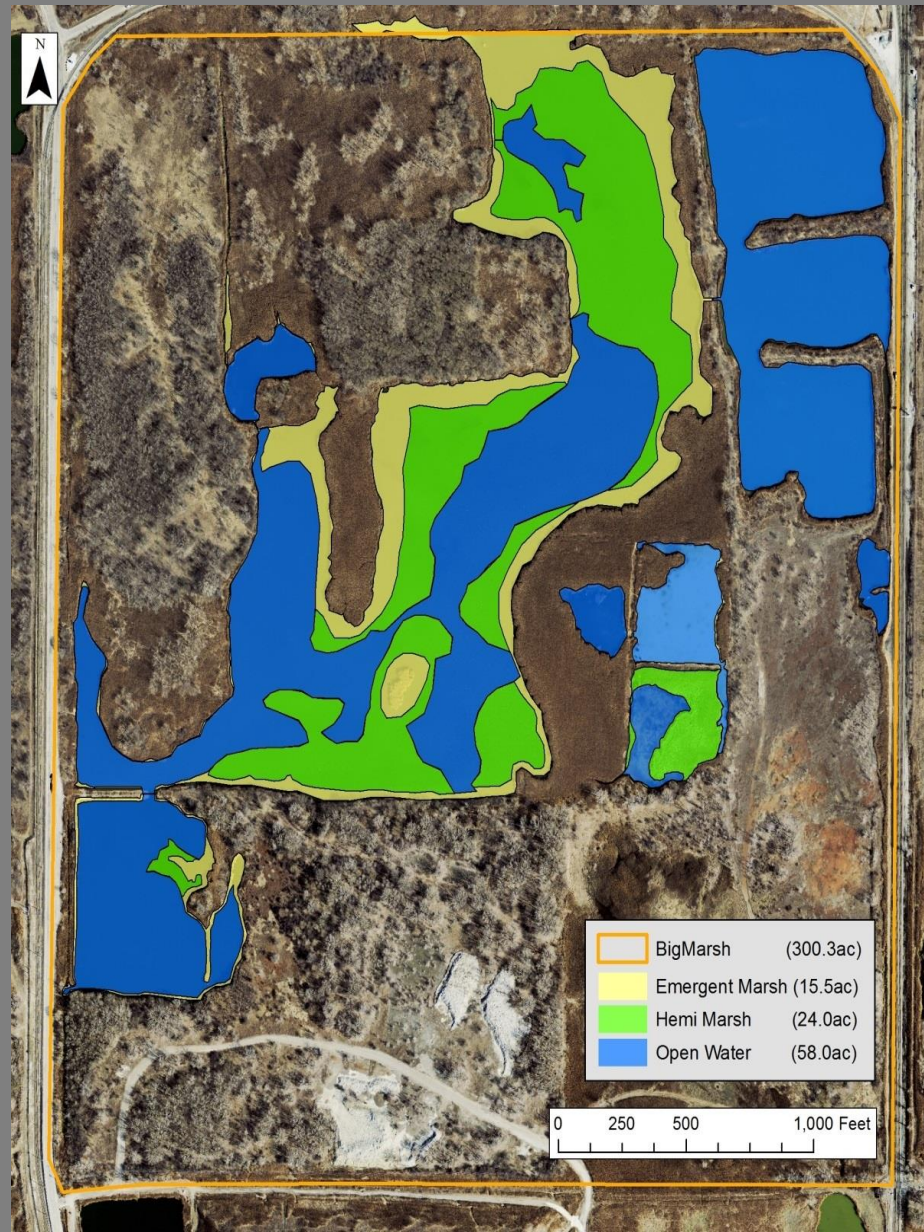 N
BigMarsh (300.3ac)
Emergent Marsh (15.5ac)
Hemi Marsh (24.0ac)
Open Water (58.0ac)
0 250 500 1,000 Feet